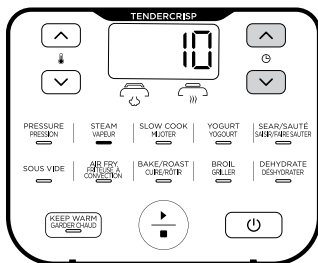 TENDERCRISP
10
PRESSURE STEAM SLOW COOK YOGURT SEAR/SAUTÉ
PRESSION VAPEUR MIJOTER YOGOURT SAISIR/FAIRE SAUTER
SOUS VIDE AIR FRY BAKE/ROAST BROIL DEHYDRATE
FRITEUSE À CUIRE/RÔTIR GRILLER DÉSHYDRATER
CONVECTION
KEEP WARM
GARDER CHAUD